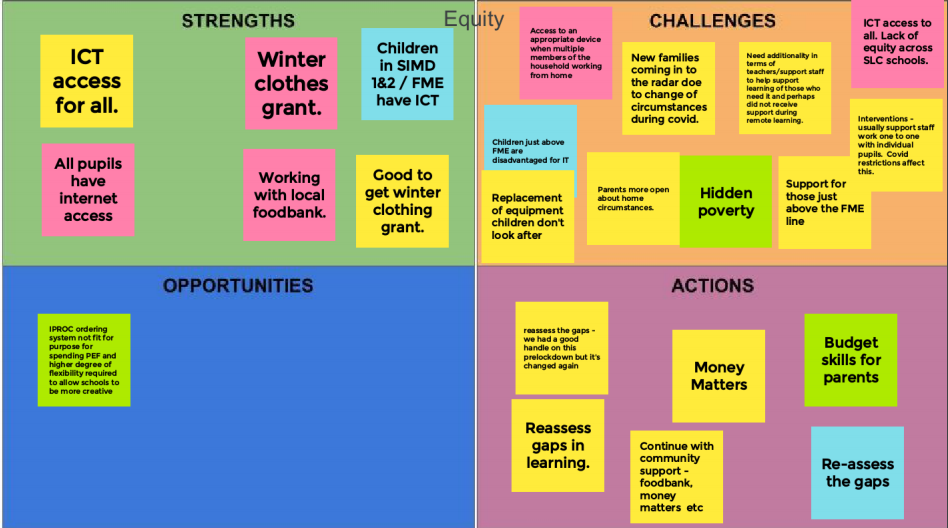 Equity
STRENGTHS
ICT
access
for all.
Winter
clothes
grant.
Children
in SIMD
1&2 / FME
have ICT
All pupils
have
internet
access
Working
with local
foodbank.
Good to
get winter
clothing
grant.
CHALLENGES
Access to an
appropriate device
when multiple
members of the
household working
from home
New families
coming in to
the radar due
to change of
circumstances
during covid.
Need additionality in
terms of
teachers/support staff
to help support
learning of those who
need it and perhaps
did not receive
support during
remote learning.
ICT access to
all. Lack of
equity across
SLC schools.
Children just above
FME are
disadvantaged for IT
Interventions -
usually support staff
work one to one
with individual
pupils. Covid
restrictions affect
this.
Replacement
of equipment
children don't
look after
Parents more open
about home
circumstances.
Hidden
poverty
Support for
those just
above the FME
line
OPPORTUNITIES
IPROC ordering
system not fit for
purpose for
spending PEF and
higher degree of
flexibility required
to allow schools to
be more creative
ACTIONS
reassess the gaps -
we had a good
handle on this
prelockdown but it's
changed again
Money
Matters
Budget
skills for
parents
Reassess
gaps in
learning.
Continue with
community
support -
foodbank,
money
matters etc
Re-assess
the gaps